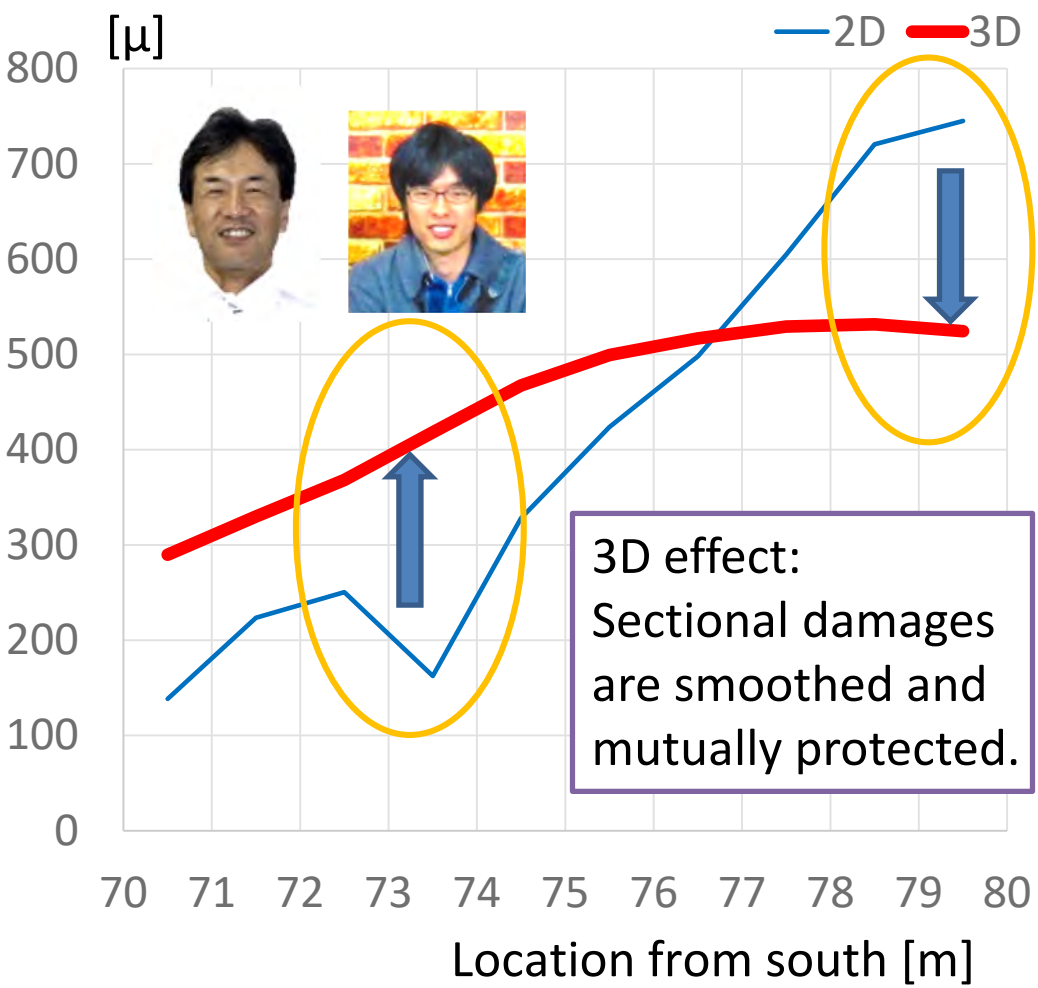 [μ]
2D
3D
800
700
600
500
400
300
200
100
0
3D effect:
Sectional damages
are smoothed and
mutually protected.
70 71 72 73 74 75 76 77 78 79 80
Location from south [m]